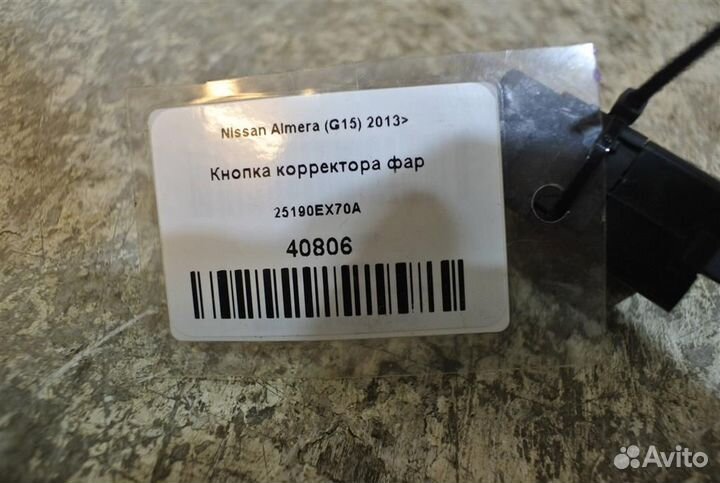 Nissan Almera (G15) 2013>
Кнопка корректора фар
25190EX70A
40806
Avito